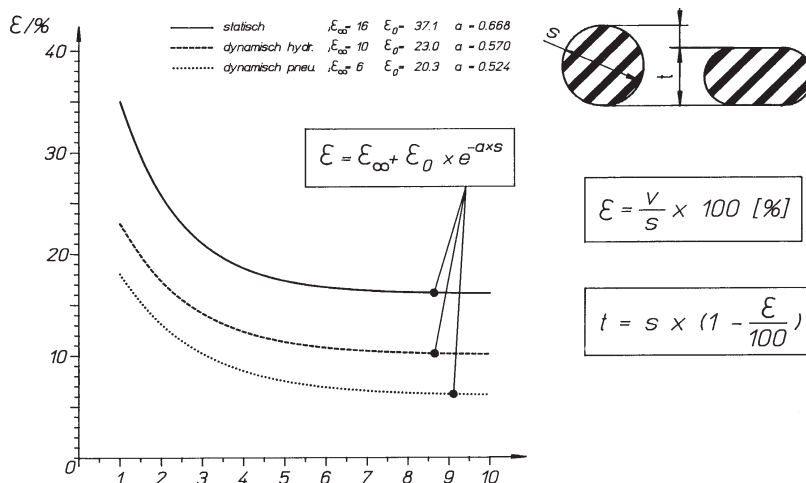 ε/%
statisch ,ε∞= 16 ε0= 37.1 a = 0.668
dynamisch hydr. ,ε∞= 10 ε0= 23.0 a = 0.570
dynamisch pneu. ,ε∞= 6 ε0= 20.3 a = 0.524
40
30
20
10
0
1 2 3 4 5 6 7 8 9 10
ε = ε∞ + ε0 × e^-a×s
s
t
ε = v/s × 100 [%]
t = s × (1 - ε/100)